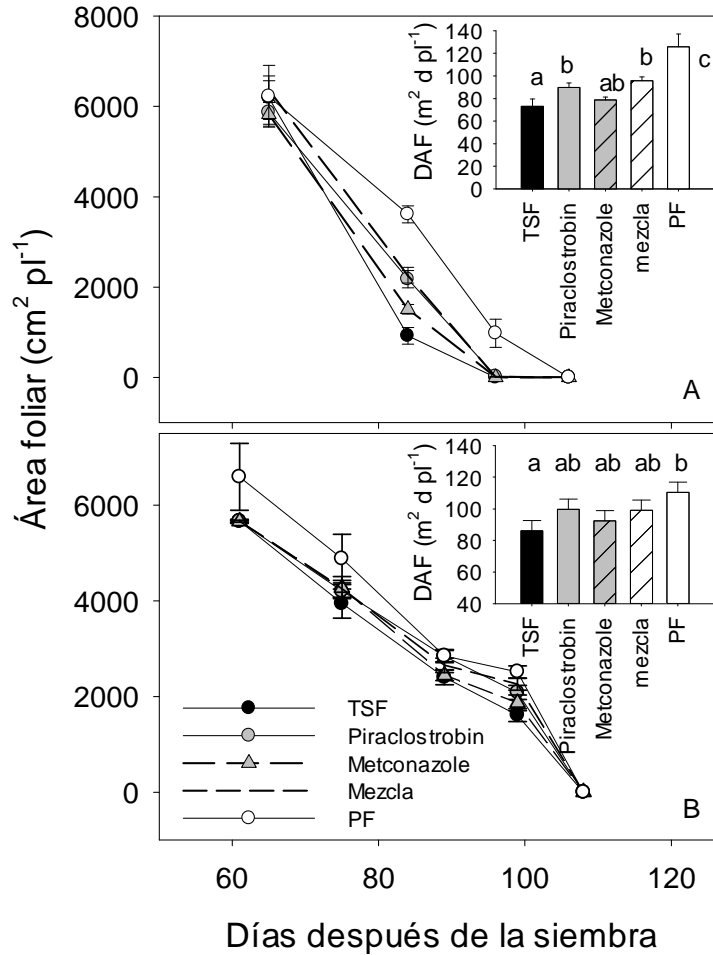 Área foliar (cm² pl⁻¹)
8000
6000
4000
2000
0
A
DAF (m² d pl⁻¹)
140
120
100
80
60
40
20
0
a
b
ab
b
c
TSF
Piraclostrobin
Metconazole
mezcla
PF
6000
4000
2000
0
B
DAF (m² d pl⁻¹)
140
120
100
80
60
40
a
ab
ab
ab
b
TSF
Piraclostrobin
Metconazole
mezcla
PF
TSF
Piraclostrobin
Metconazole
Mezcla
PF
60
80
100
120
Días después de la siembra